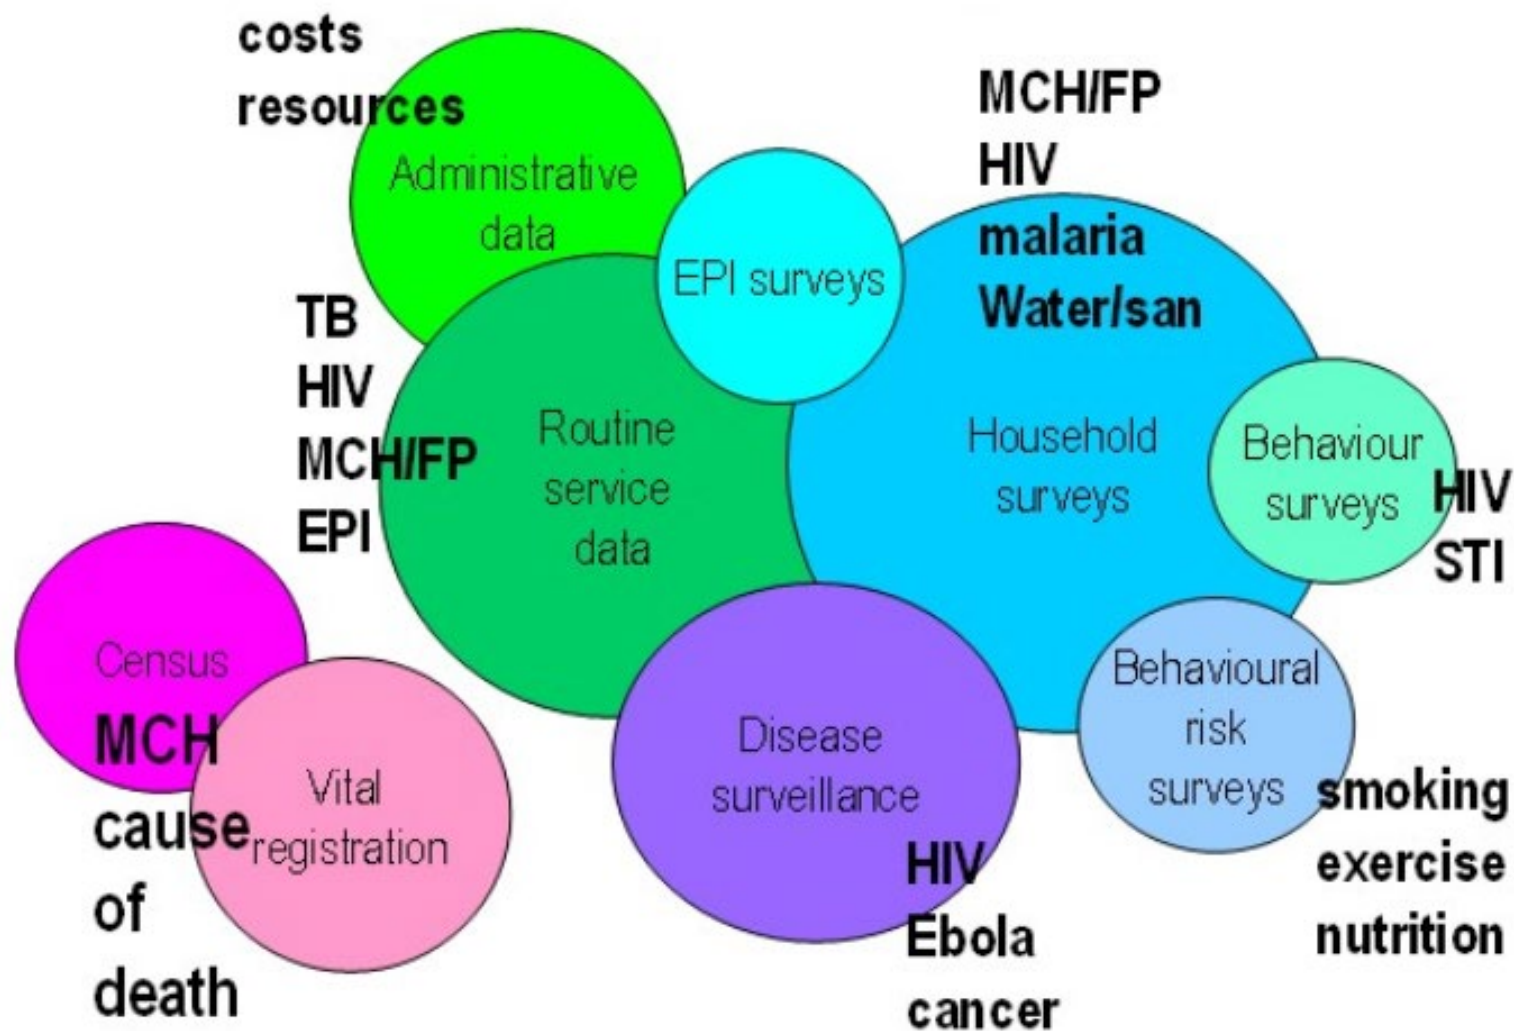 costs
resources
Administrative
data
MCH/FP
HIV
malaria
Water/san
EPI surveys
TB
HIV
MCH/FP
EPI
Routine
service
data
Household
surveys
Behaviour
surveys
HIV
STI
Census
MCH
cause
of
death
Vital
registration
Disease
surveillance
HIV
Ebola
cancer
Behavioural
risk
surveys
smoking
exercise
nutrition